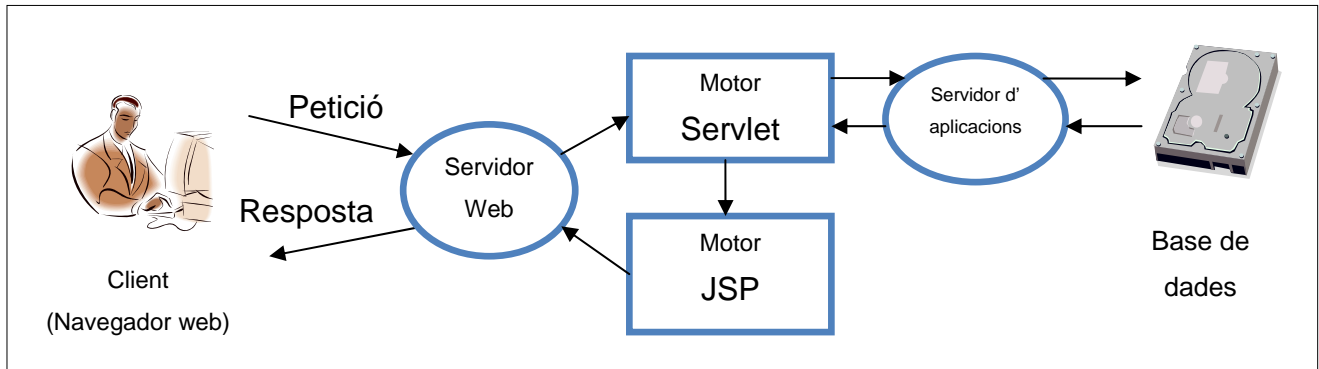 Client
(Navegador web)
Petició
Resposta
Servidor
Web
Motor
Servlet
Motor
JSP
Servidor d'
aplicacions
Base de
dades